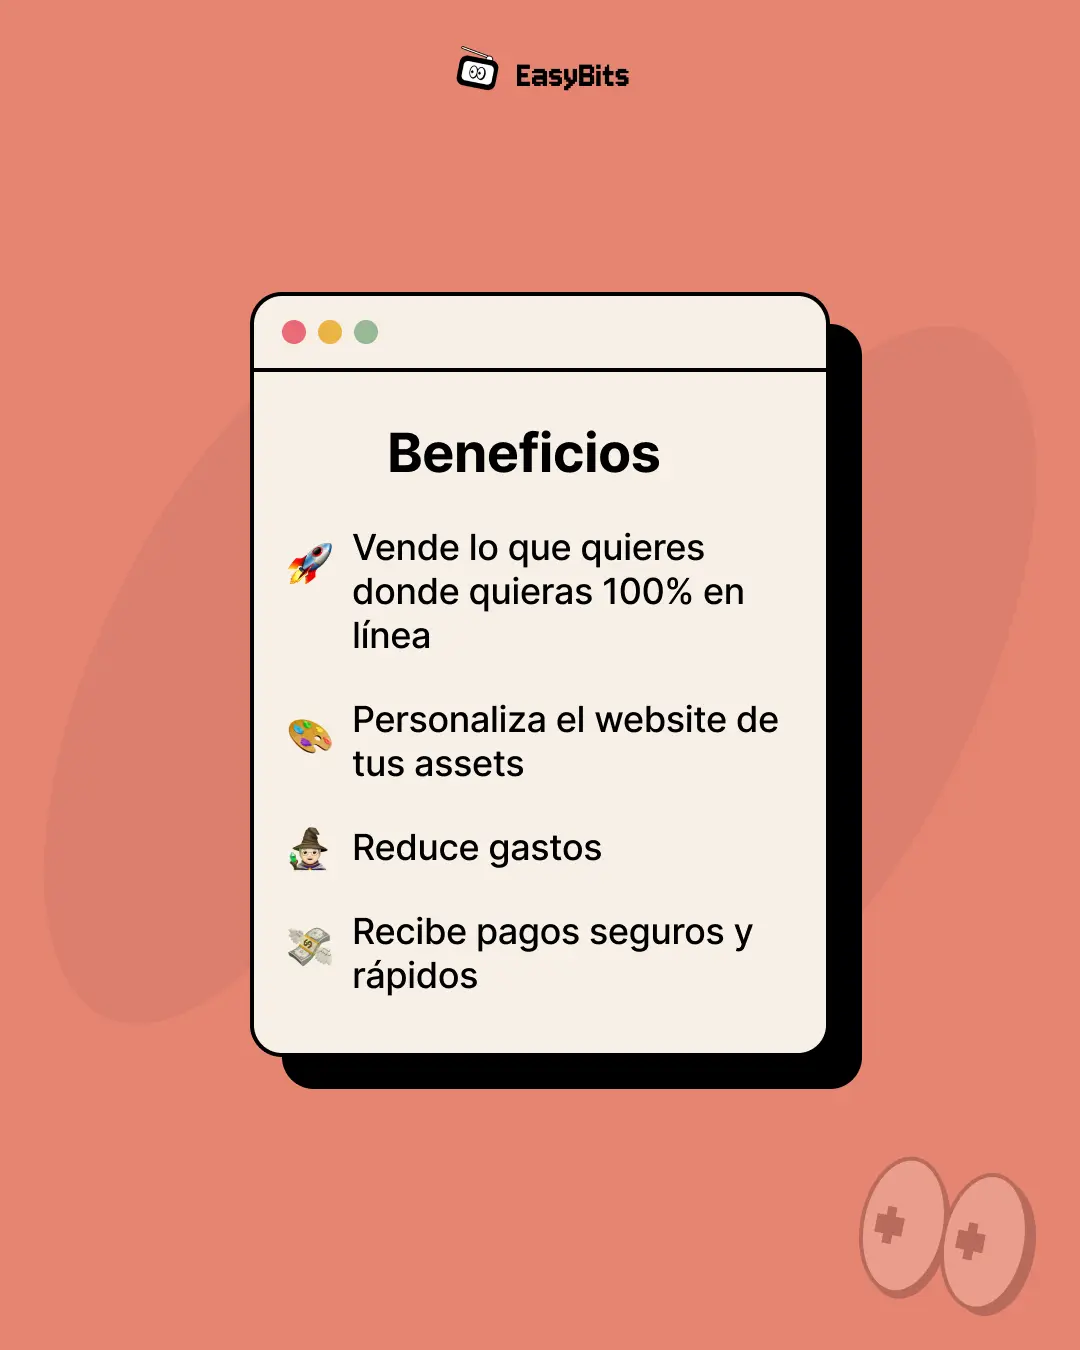 EasyBits
Beneficios
Vende lo que quieres
donde quieras 100% en
línea
Personaliza el website de
tus assets
Reduce gastos
Recibe pagos seguros y
rápidos